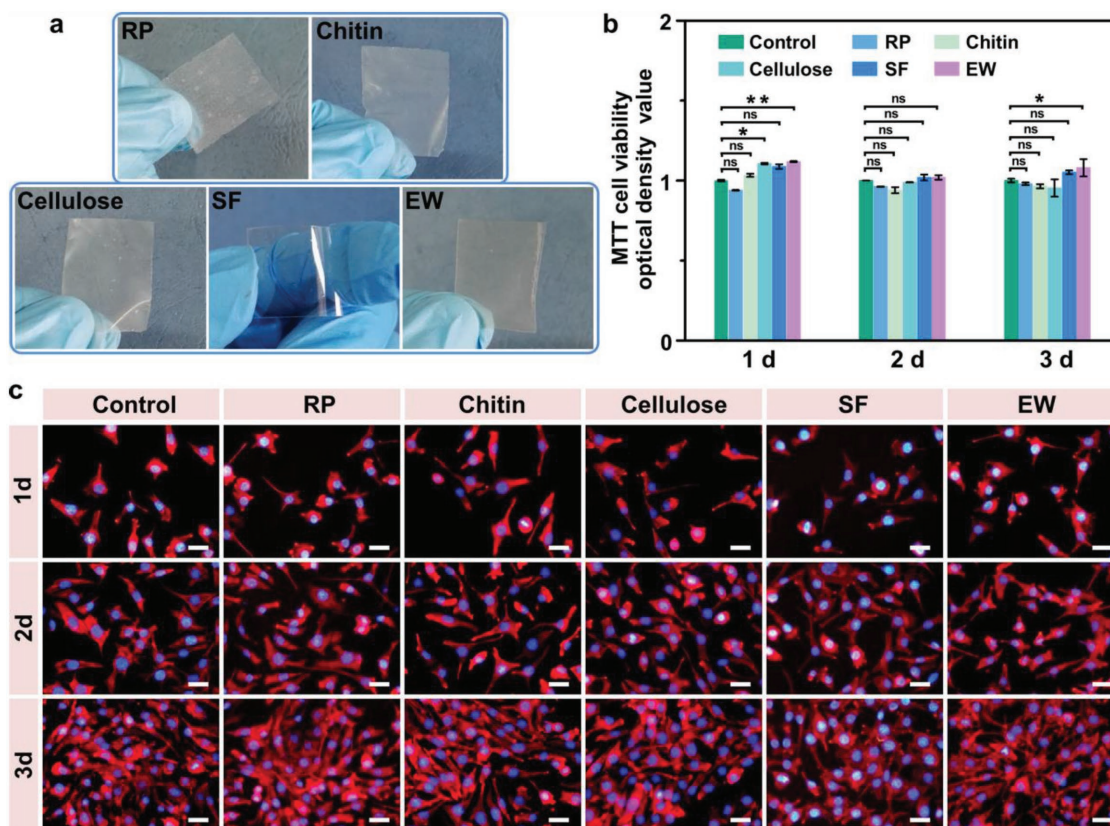 a
RP
Chitin
Cellulose
SF
EW
b
MTT cell viability
optical density value
2
1
0
Control
RP
Chitin
Cellulose
SF
EW
* *
ns
*
ns
ns
ns
ns
ns
ns
ns
*
ns
ns
ns
ns
1 d
2 d
3 d
c
Control
RP
Chitin
Cellulose
SF
EW
1d
2d
3d